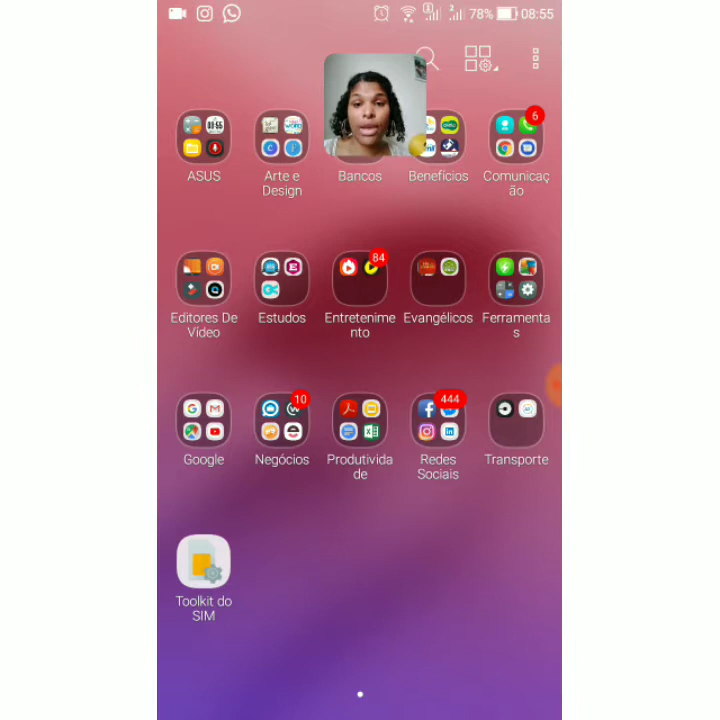 78% 08:55
6
ASUS
Arte e
Design
Bancos
Benefícios
Comunicaç
ão
84
Editores De
Vídeo
Estudos
Entretenime
nto
Evangélicos
Ferramenta
s
10
444
Google
Negócios
Produtivida
de
Redes
Sociais
Transporte
Toolkit do
SIM